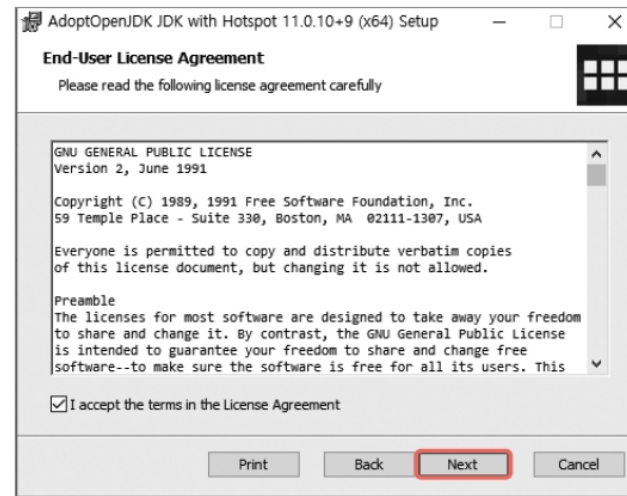 AdoptOpenJDK JDK with Hotspot 11.0.10+9 (x64) Setup
End-User License Agreement
Please read the following license agreement carefully
GNU GENERAL PUBLIC LICENSE
Version 2, June 1991
Copyright (C) 1989, 1991 Free Software Foundation, Inc.
59 Temple Place - Suite 330, Boston, MA  02111-1307, USA
Everyone is permitted to copy and distribute verbatim copies
of this license document, but changing it is not allowed.
Preamble
The licenses for most software are designed to take away your freedom
to share and change it. By contrast, the GNU General Public License
is intended to guarantee your freedom to share and change free
software--to make sure the software is free for all its users. This
I accept the terms in the License Agreement
Print Back Next Cancel